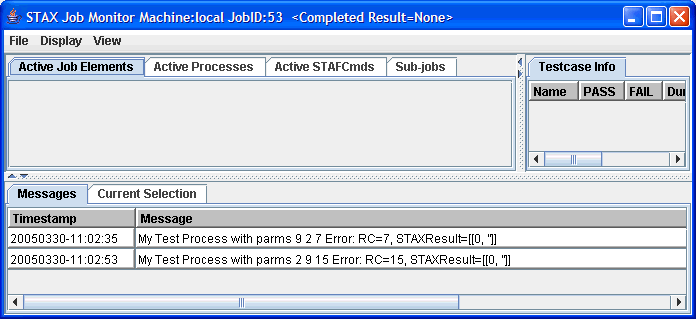 STAX Job Monitor Machine:local JobID:53 <Completed Result=None>
File Display View
Active Job Elements Active Processes Active STAFCmds Sub-jobs
Testcase Info
Name PASS FAIL Dur
Messages Current Selection
Timestamp Message
20050330-11:02:35 My Test Process with parms 9 2 7 Error: RC=7, STAXResult=[[0, '']]
20050330-11:02:53 My Test Process with parms 2 9 15 Error: RC=15, STAXResult=[[0, '']]